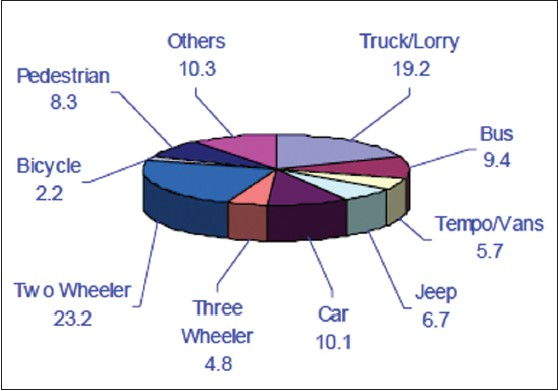 Others
10.3
Truck/Lorry
19.2
Pedestrian
8.3
Bus
9.4
Bicycle
2.2
Tempo/Vans
5.7
Two Wheeler
23.2
Three
Wheeler
4.8
Car
10.1
Jeep
6.7